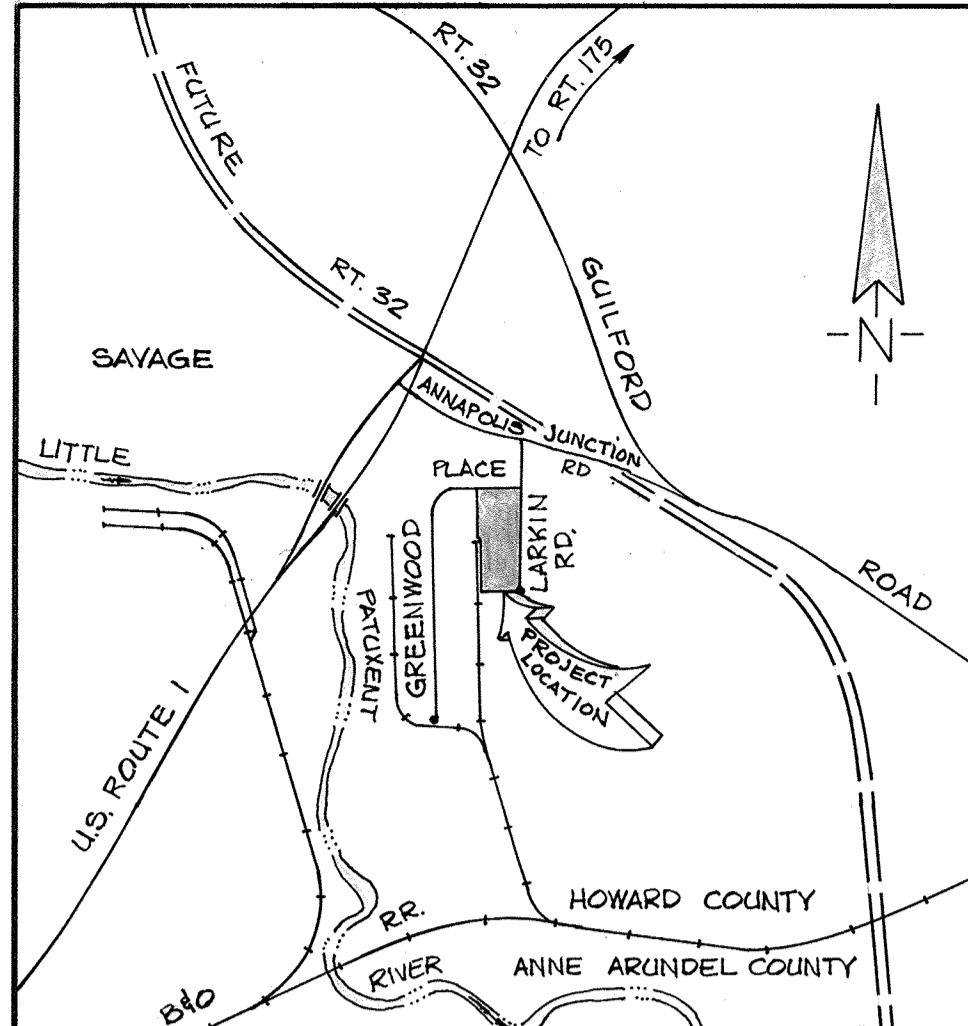 RT. 32
TO RT. 175
FUTURE
RT. 32
GUILFORD
N
SAVAGE
ANNAPOLIS JUNCTION
RD
LITTLE
PLACE
GREENWOOD
LARKIN
RD.
ROAD
PATUXENT
PROJECT
LOCATION
U.S. ROUTE 1
HOWARD COUNTY
R.R.
RIVER
ANNE ARUNDEL COUNTY
B&O